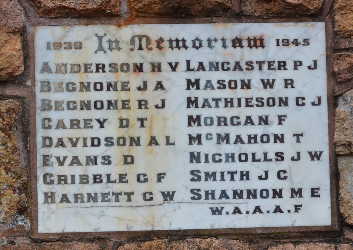 1939 In Memoriam 1945
ANDERSON H V
BEGNONE J A
BEGNONE R J
CAREY D T
DAVIDSON A L
EVANS D
GRIBBLE G F
HARNETT C W
LANCASTER P J
MASON W R
MATHIESON C J
MORGAN F
McMAHON T
NICHOLLS J W
SMITH J C
SHANNON M E
W.A.A.A.F